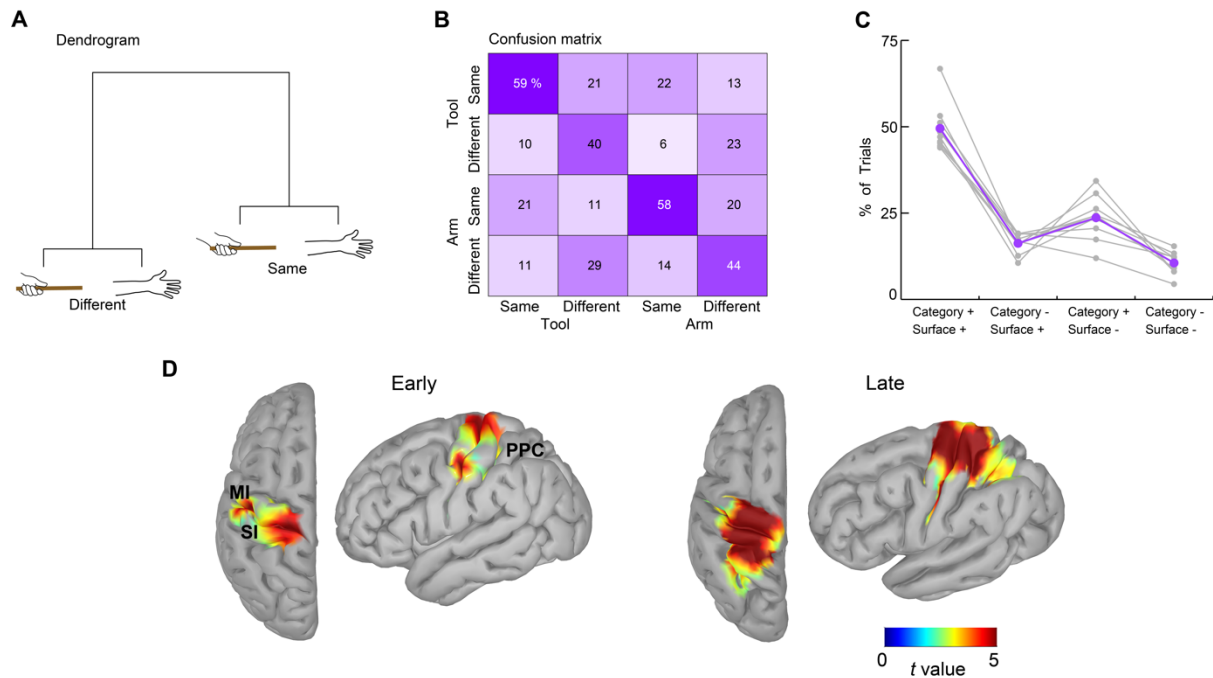 A
Dendrogram
Different
Same
B
Confusion matrix
Tool
Same
59 %
21
22
13
Different
10
40
6
23
Arm
Same
21
11
58
20
Different
11
29
14
44
Same
Different
Same
Different
Tool
Arm
C
75
50
25
0
% of Trials
Category + Category - Category + Category -
Surface + Surface + Surface - Surface -
D
Early
Late
MI
SI
PPC
0
5
t value